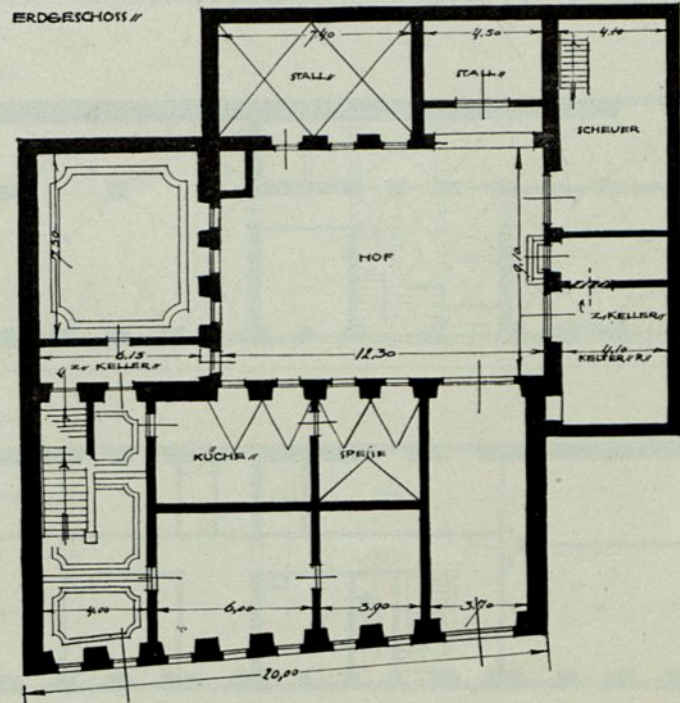 ERDGESCHOSS //
7,40
4,50
4,10
STALL //
STALL //
SCHEUER
7,50
HOF
9,10
Z. KELLER //
6,15
12,30
4,10
Z. KELLER //
KELTER "R"
KÜCHE //
SPEISE
4,00
6,00
3,90
3,70
20,00